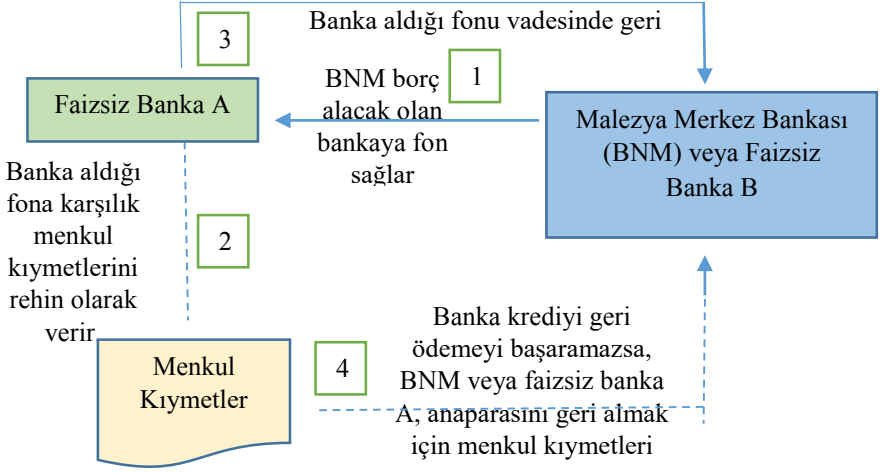 3
Banka aldığı fonu vadesinde geri
1
BNM borç
alacak olan
bankaya fon
sağlar
Faizsiz Banka A
Malezya Merkez Bankası
(BNM) veya Faizsiz
Banka B
Banka aldığı
fona karşılık
menkul
kıymetlerini
rehin olarak
verir
2
Menkul
Kıymetler
4
Banka krediyi geri
ödemeyi başaramazsa,
BNM veya faizsiz banka
A, anaparasını geri almak
için menkul kıymetleri